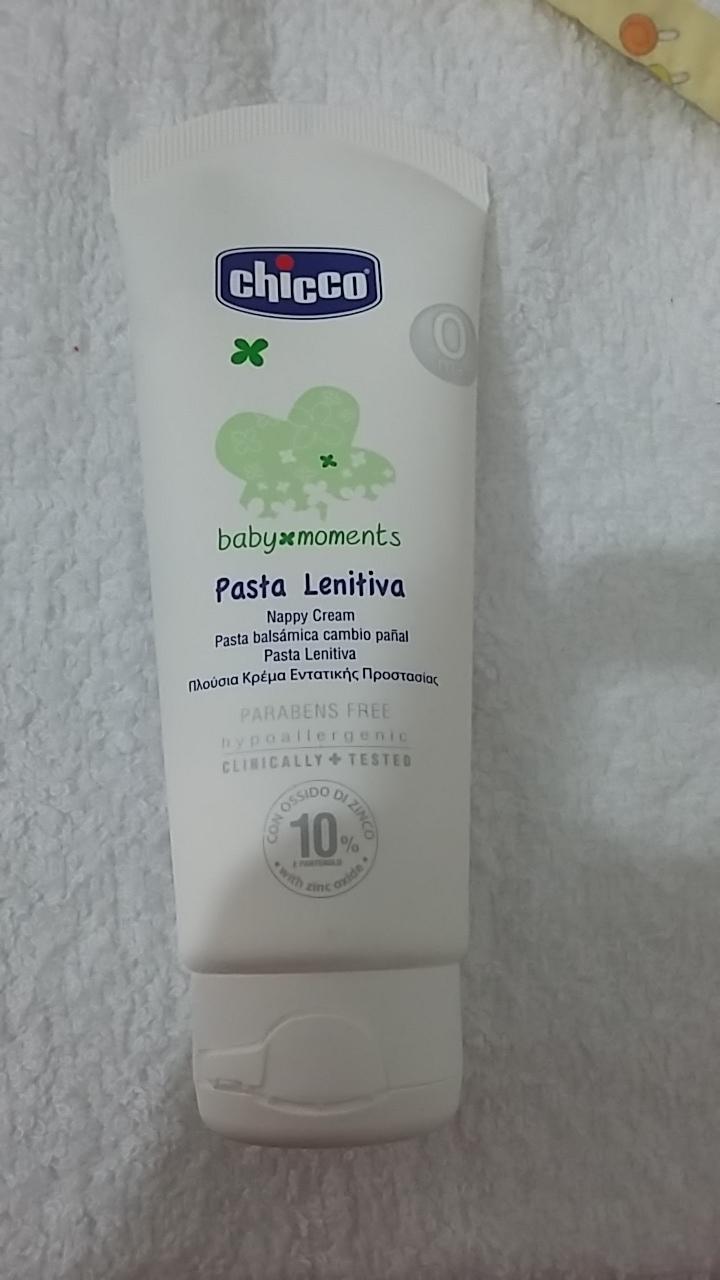 chicco
0
baby moments
Pasta Lenitiva
Nappy Cream
Pasta balsámica cambio pañal
Pasta Lenitiva
Πλούσια Κρέμα Εντατικής Προστασίας
PARABENS FREE
hypoallergenic
CLINICALLY + TESTED
CON OSSIDO DI ZINCO
10%
E PANTENOLO
• with zinc oxide •